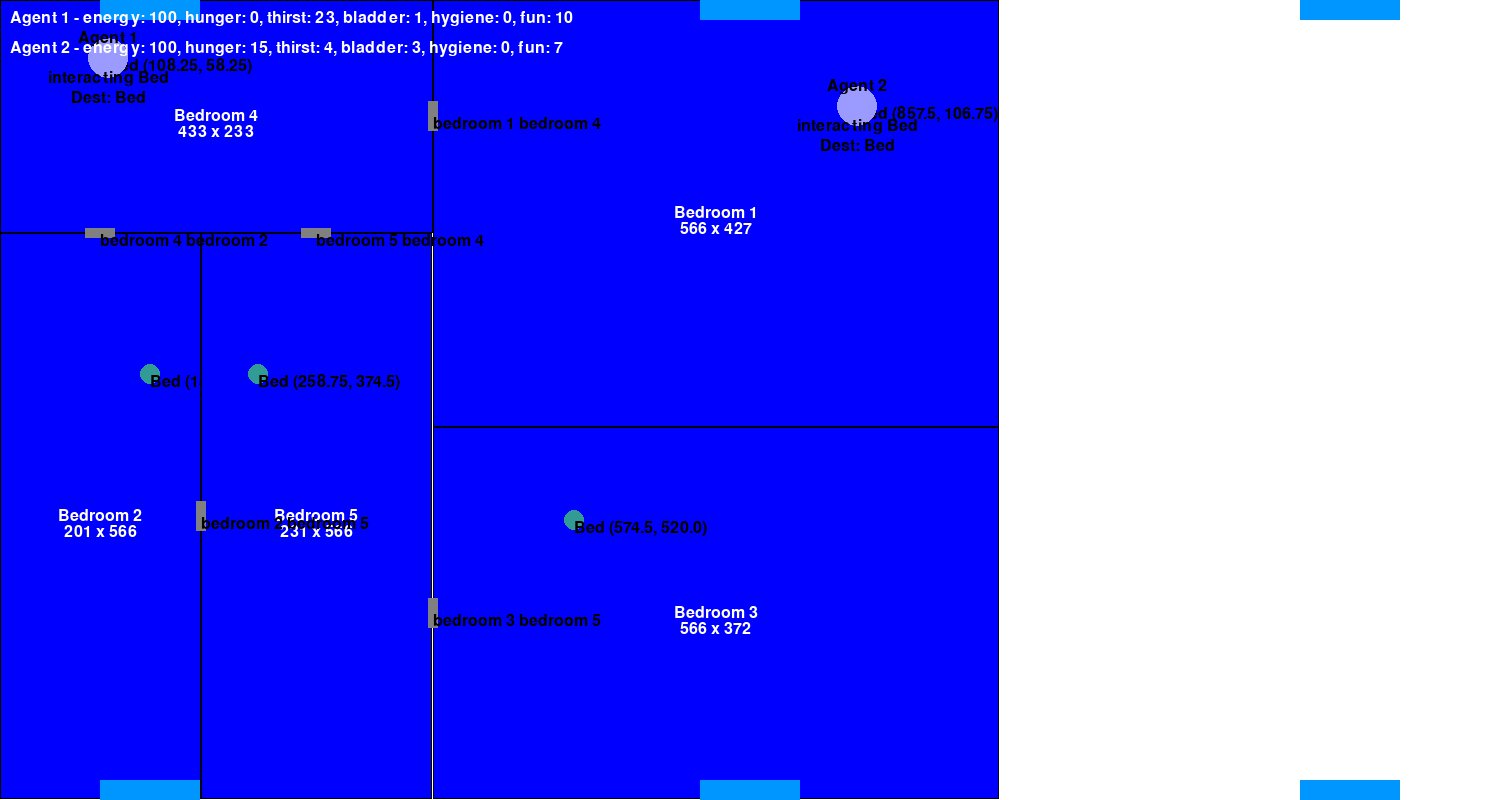 Agent 1 - energy: 100, hunger: 0, thirst: 23, bladder: 1, hygiene: 0, fun: 10
Agent 1
Agent 2 - energy: 100, hunger: 15, thirst: 4, bladder: 3, hygiene: 0, fun: 7
d (108.25, 58.25)
interacting Bed
Dest: Bed
Bedroom 4
433 x 233
Agent 2
d (857.5, 106.75)
interacting Bed
Dest: Bed
bedroom 1 bedroom 4
Bedroom 1
566 x 427
bedroom 4 bedroom 2
bedroom 5 bedroom 4
Bed (1
Bed (258.75, 374.5)
Bedroom 2
201 x 566
bedroom 2 bedroom 5
Bedroom 5
231 x 566
Bed (574.5, 520.0)
bedroom 3 bedroom 5
Bedroom 3
566 x 372